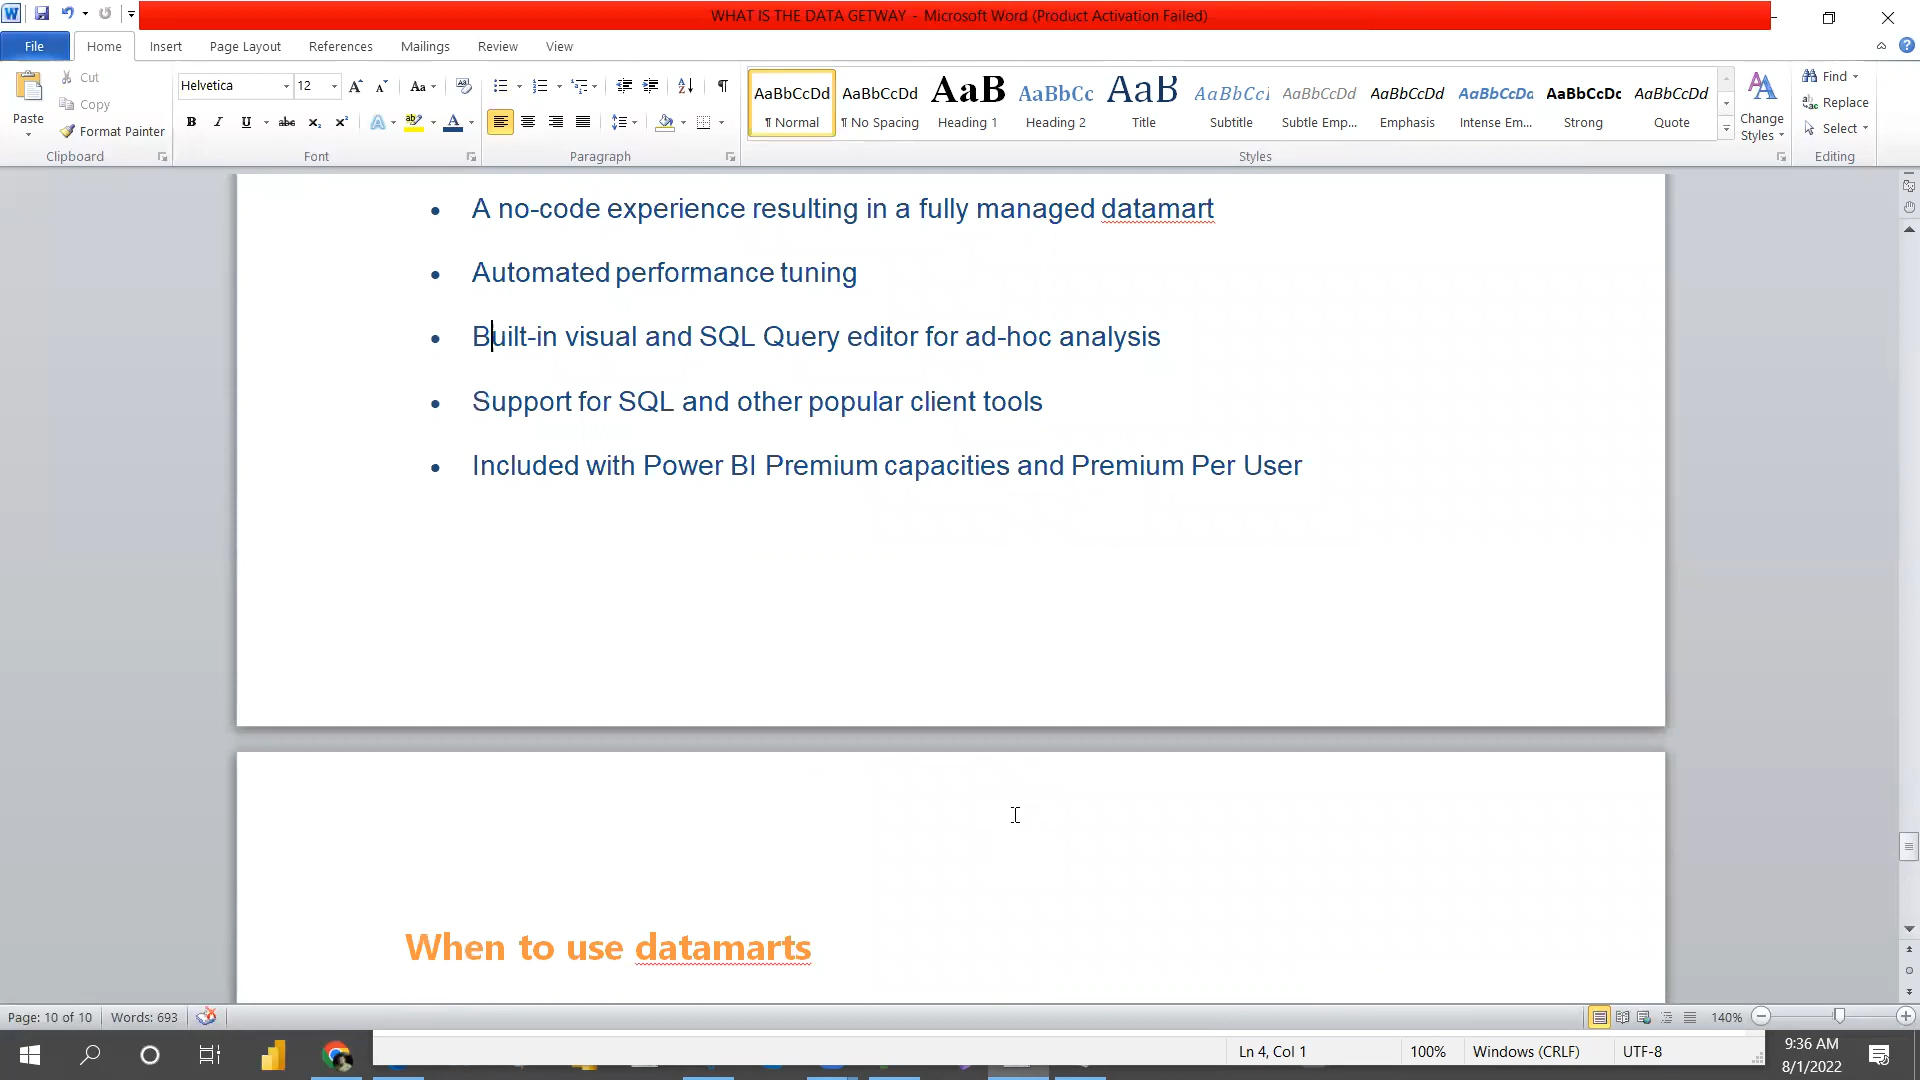 WHAT IS THE DATA GETWAY - Microsoft Word (Product Activation Failed)
File Home Insert Page Layout References Mailings Review View
Paste
Cut
Copy
Format Painter
Clipboard
Helvetica 12
Font
Paragraph
AaBbCcDd AaBbCcDd AaB AaBbCc AaB AaBbCcI AaBbCcDd AaBbCcDd AaBbCcDd AaBbCcDc AaBbCcDd
¶ Normal ¶ No Spacing Heading 1 Heading 2 Title Subtitle Subtle Emp... Emphasis Intense Em... Strong Quote
Styles
Change
Styles
Find
Replace
Select
Editing
• A no-code experience resulting in a fully managed datamart
• Automated performance tuning
• Built-in visual and SQL Query editor for ad-hoc analysis
• Support for SQL and other popular client tools
• Included with Power BI Premium capacities and Premium Per User
When to use datamarts
Page: 10 of 10 Words: 693 140%
Ln 4, Col 1 100% Windows (CRLF) UTF-8
9:36 AM
8/1/2022